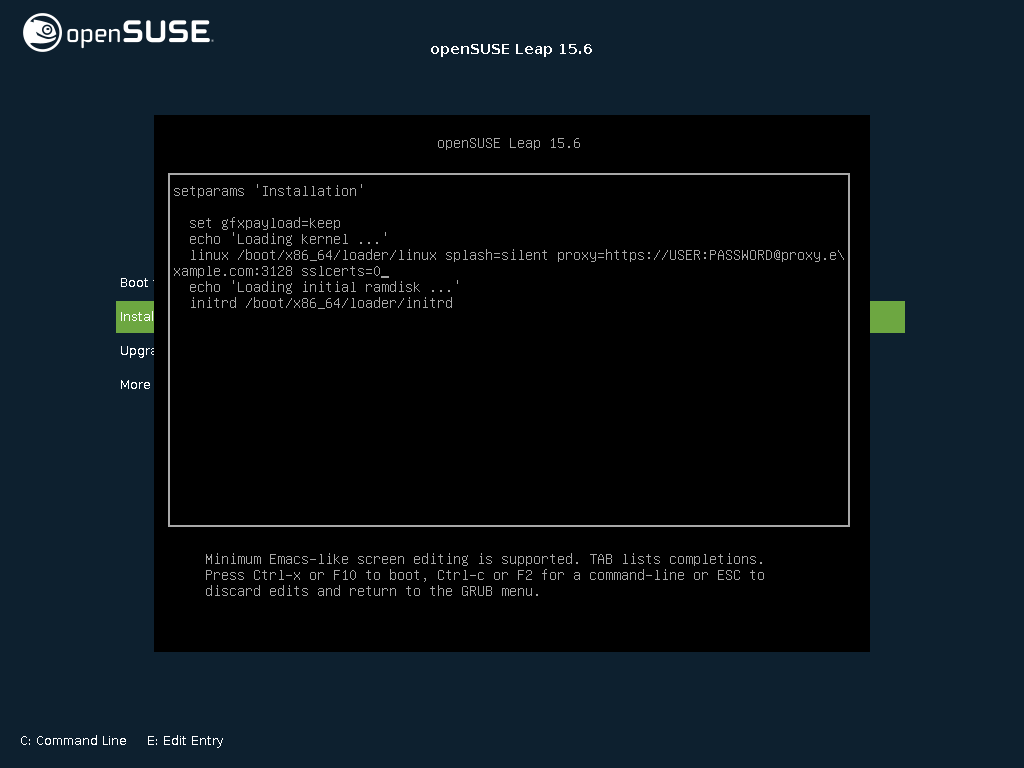 openSUSE
openSUSE Leap 15.6
openSUSE Leap 15.6
setparams 'Installation'
set gfxpayload=keep
echo 'Loading kernel ...'
linux /boot/x86_64/loader/linux splash=silent proxy=https://USER:PASSWORD@proxy.e\
xample.com:3128 sslcerts=0_
echo 'Loading initial ramdisk ...'
initrd /boot/x86_64/loader/initrd
Boot
Instal
Upgra
More
Minimum Emacs-like screen editing is supported. TAB lists completions.
Press Ctrl-x or F10 to boot, Ctrl-c or F2 for a command-line or ESC to
discard edits and return to the GRUB menu.
C: Command Line E: Edit Entry